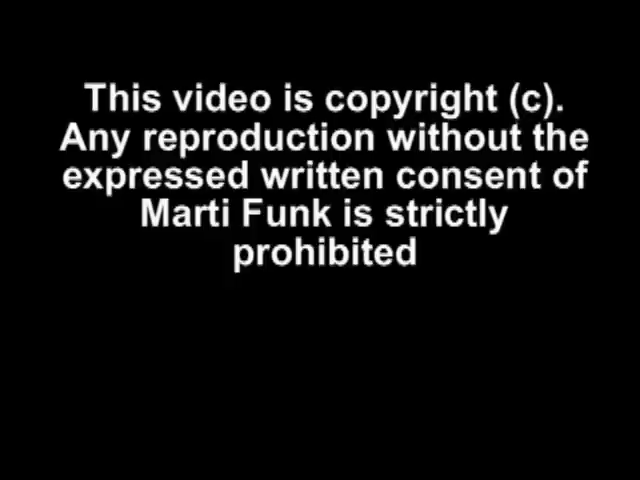 This video is copyright (c).
Any reproduction without the
expressed written consent of
Marti Funk is strictly
prohibited